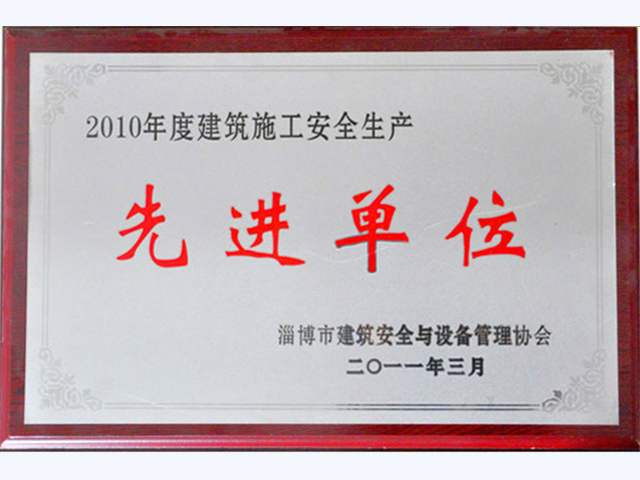 2010年度建筑施工安全生产
先进单位
淄博市建筑安全与设备管理协会
二〇一一年三月